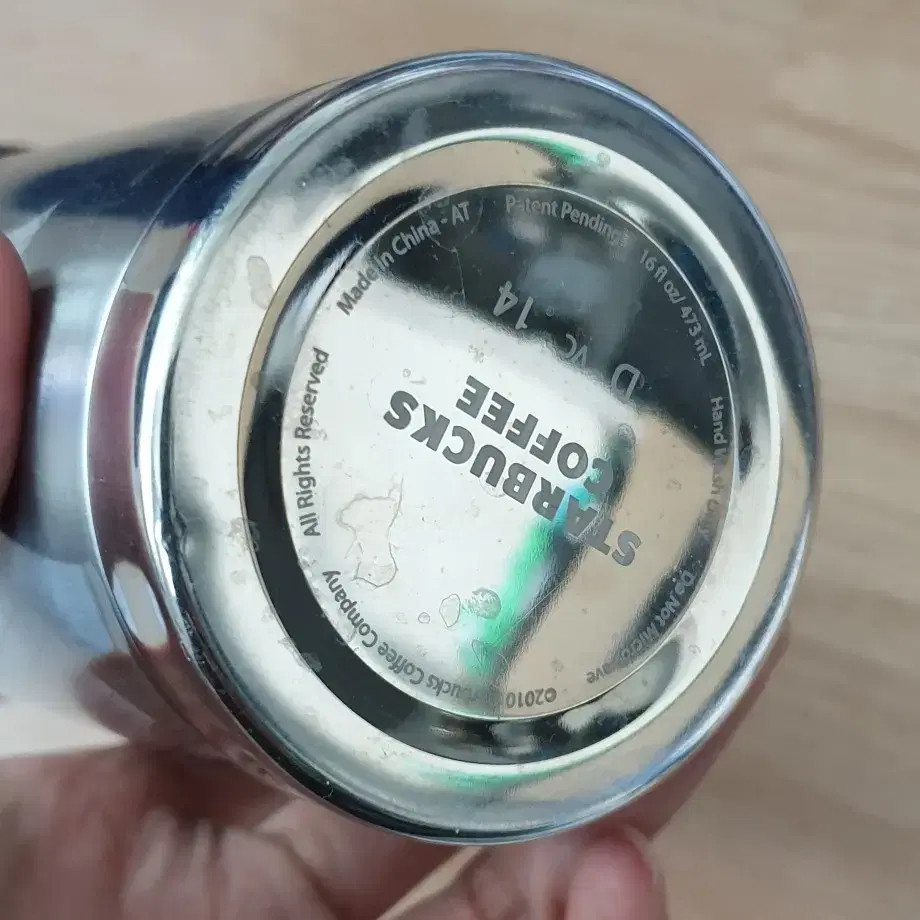 STARBUCKS
COFFEE
D VC 14
©2010 Starbucks Coffee Company
All Rights Reserved
Made in China - AT
Patent Pending
16 fl oz/ 473 mL
Hand Wash Only
Do Not Microwave